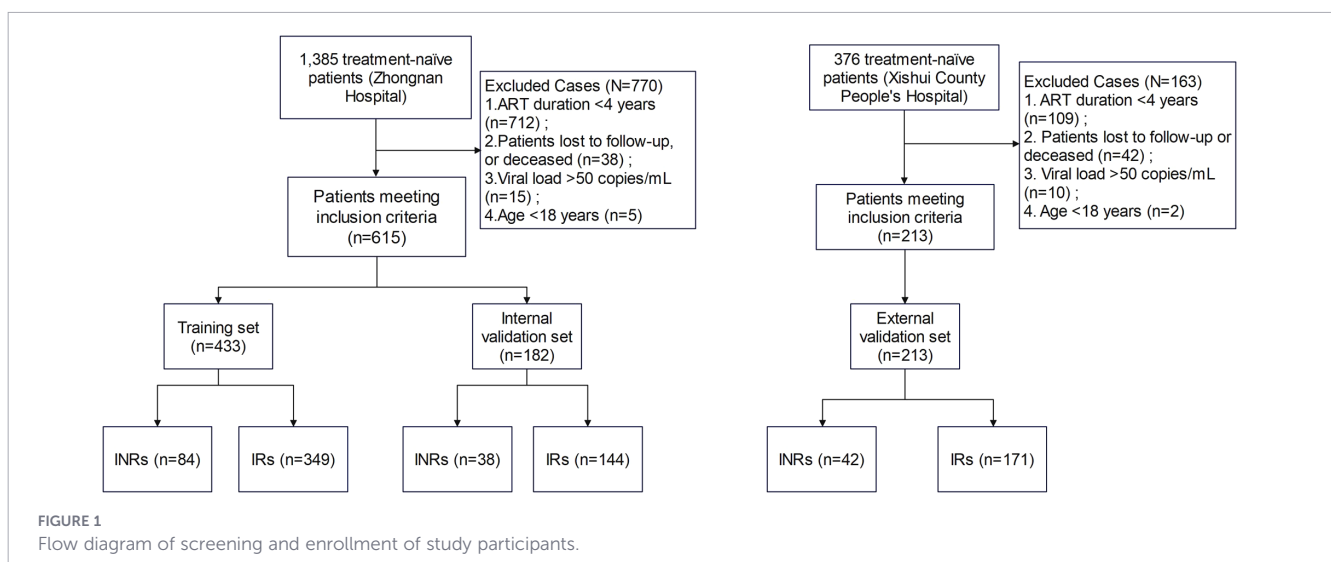 1,385 treatment-naïve
patients (Zhongnan
Hospital)
Excluded Cases (N=770)
1.ART duration <4 years
(n=712) ;
2.Patients lost to follow-up,
or deceased (n=38) ;
3.Viral load >50 copies/mL
(n=15) ;
4.Age <18 years (n=5)
Patients meeting
inclusion criteria
(n=615)
Training set
(n=433)
Internal
validation set
(n=182)
INRs (n=84)
IRs (n=349)
INRs (n=38)
IRs (n=144)
376 treatment-naïve
patients (Xishui County
People's Hospital)
Excluded Cases (N=163)
1. ART duration <4 years
(n=109) ;
2. Patients lost to follow-up or
deceased (n=42) ;
3. Viral load >50 copies/mL
(n=10) ;
4. Age <18 years (n=2)
Patients meeting
inclusion criteria
(n=213)
External
validation set
(n=213)
INRs (n=42)
IRs (n=171)
FIGURE 1
Flow diagram of screening and enrollment of study participants.